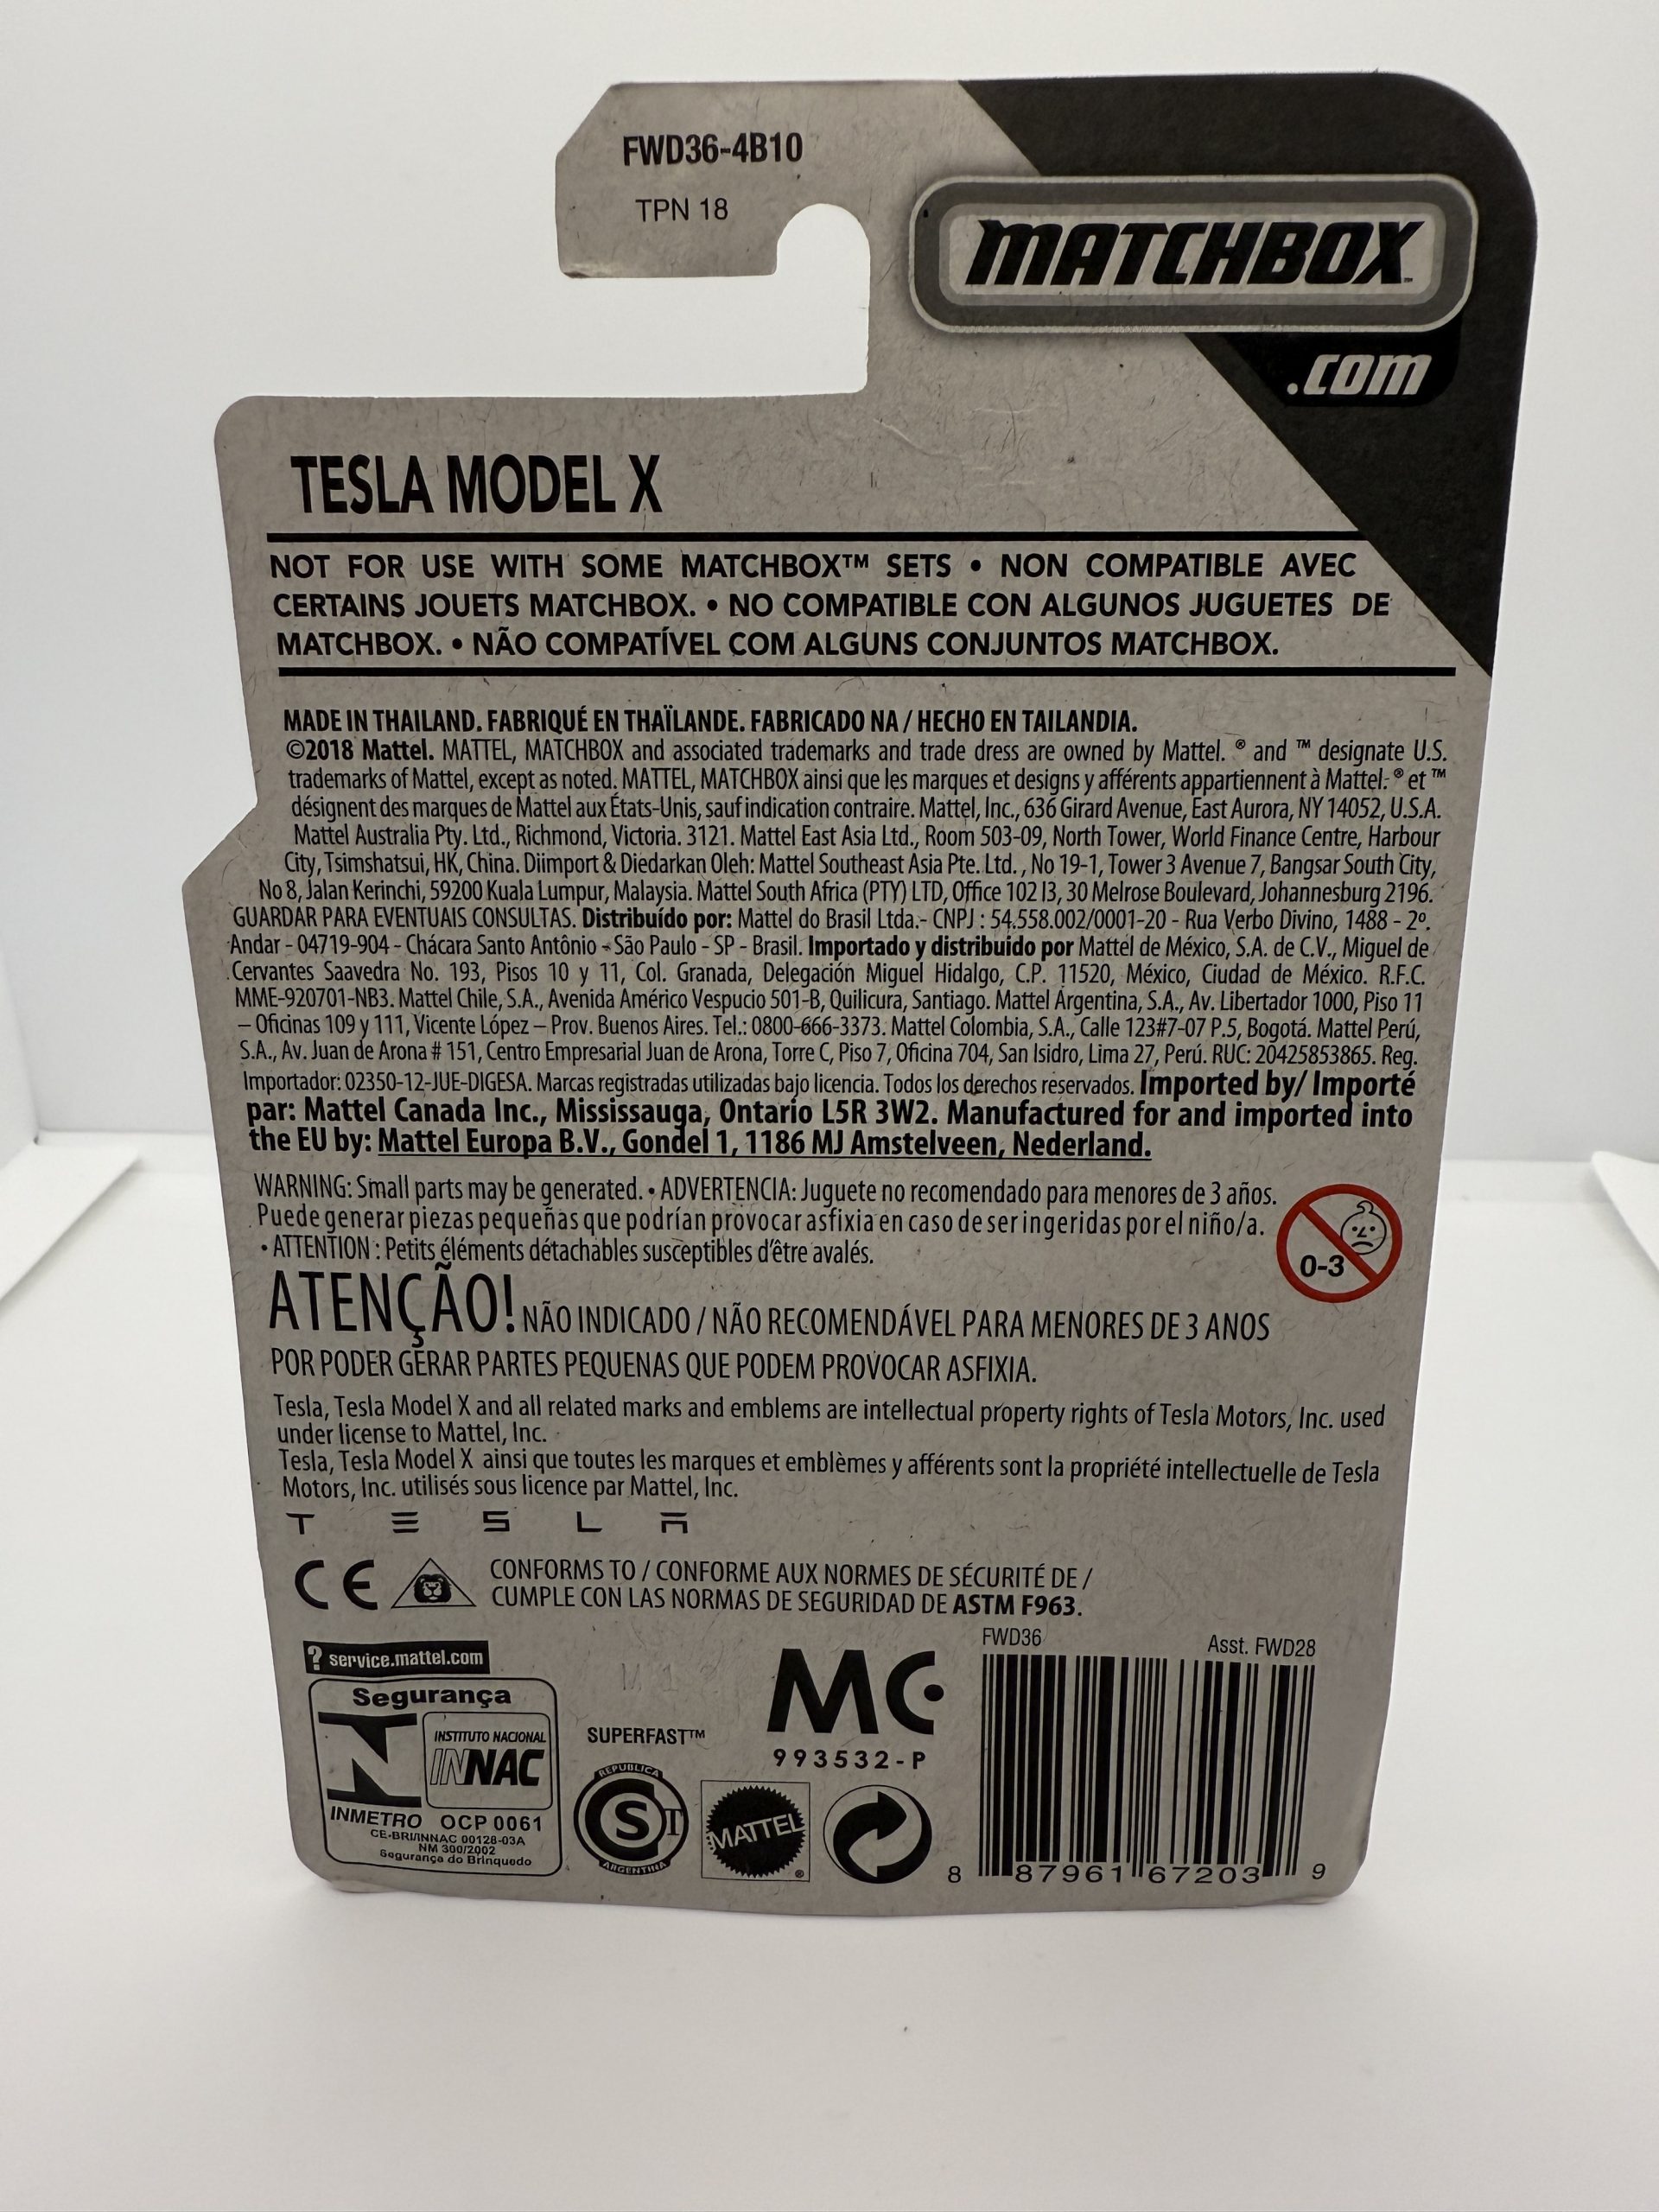 FWD36-4B10
TPN 18
MATCHBOX™
.com
TESLA MODEL X
NOT FOR USE WITH SOME MATCHBOX™ SETS • NON COMPATIBLE AVEC
CERTAINS JOUETS MATCHBOX. • NO COMPATIBLE CON ALGUNOS JUGUETES DE
MATCHBOX. • NÃO COMPATÍVEL COM ALGUNS CONJUNTOS MATCHBOX.
MADE IN THAILAND. FABRIQUÉ EN THAÏLANDE. FABRICADO NA / HECHO EN TAILANDIA.
©2018 Mattel. MATTEL, MATCHBOX and associated trademarks and trade dress are owned by Mattel. ® and ™ designate U.S.
trademarks of Mattel, except as noted. MATTEL, MATCHBOX ainsi que les marques et designs y afférents appartiennent à Mattel. ® et ™
désignent des marques de Mattel aux États-Unis, sauf indication contraire. Mattel, Inc., 636 Girard Avenue, East Aurora, NY 14052, U.S.A.
Mattel Australia Pty. Ltd., Richmond, Victoria. 3121. Mattel East Asia Ltd., Room 503-09, North Tower, World Finance Centre, Harbour
City, Tsimshatsui, HK, China. Diimport & Diedarkan Oleh: Mattel Southeast Asia Pte. Ltd., No 19-1, Tower 3 Avenue 7, Bangsar South City,
No 8, Jalan Kerinchi, 59200 Kuala Lumpur, Malaysia. Mattel South Africa (PTY) LTD, Office 102 I3, 30 Melrose Boulevard, Johannesburg 2196.
GUARDAR PARA EVENTUAIS CONSULTAS. Distribuído por: Mattel do Brasil Ltda.- CNPJ : 54.558.002/0001-20 - Rua Verbo Divino, 1488 - 2º.
Andar - 04719-904 - Chácara Santo Antônio - São Paulo - SP - Brasil. Importado y distribuido por Mattel de México, S.A. de C.V., Miguel de
Cervantes Saavedra No. 193, Pisos 10 y 11, Col. Granada, Delegación Miguel Hidalgo, C.P. 11520, México, Ciudad de México. R.F.C.
MME-920701-NB3. Mattel Chile, S.A., Avenida Américo Vespucio 501-B, Quilicura, Santiago. Mattel Argentina, S.A., Av. Libertador 1000, Piso 11
– Oficinas 109 y 111, Vicente López – Prov. Buenos Aires. Tel.: 0800-666-3373. Mattel Colombia, S.A., Calle 123#7-07 P.5, Bogotá. Mattel Perú,
S.A., Av. Juan de Arona # 151, Centro Empresarial Juan de Arona, Torre C, Piso 7, Oficina 704, San Isidro, Lima 27, Perú. RUC: 20425853865. Reg.
Importador: 02350-12-JUE-DIGESA. Marcas registradas utilizadas bajo licencia. Todos los derechos reservados. Imported by/ Importé
par: Mattel Canada Inc., Mississauga, Ontario L5R 3W2. Manufactured for and imported into
the EU by: Mattel Europa B.V., Gondel 1, 1186 MJ Amstelveen, Nederland.
WARNING: Small parts may be generated. • ADVERTENCIA: Juguete no recomendado para menores de 3 años.
Puede generar piezas pequeñas que podrían provocar asfixia en caso de ser ingeridas por el niño/a.
• ATTENTION : Petits éléments détachables susceptibles d'être avalés.
0-3
ATENÇÃO! NÃO INDICADO / NÃO RECOMENDÁVEL PARA MENORES DE 3 ANOS
POR PODER GERAR PARTES PEQUENAS QUE PODEM PROVOCAR ASFIXIA.
Tesla, Tesla Model X and all related marks and emblems are intellectual property rights of Tesla Motors, Inc. used
under license to Mattel, Inc.
Tesla, Tesla Model X ainsi que toutes les marques et emblèmes y afférents sont la propriété intellectuelle de Tesla
Motors, Inc. utilisés sous licence par Mattel, Inc.
TESLA
CE
CONFORMS TO / CONFORME AUX NORMES DE SÉCURITÉ DE /
CUMPLE CON LAS NORMAS DE SEGURIDAD DE ASTM F963.
FWD36 Asst. FWD28
? service.mattel.com
Segurança
INSTITUTO NACIONAL
INNAC
INMETRO OCP 0061
CE-BRI/INNAC 00128-03A
NM 300/2002
Segurança do Brinquedo
SUPERFAST™
MC
993532-P
REPUBLICA
S T
ARGENTINA
MATTEL ®
8 87961 67203 9